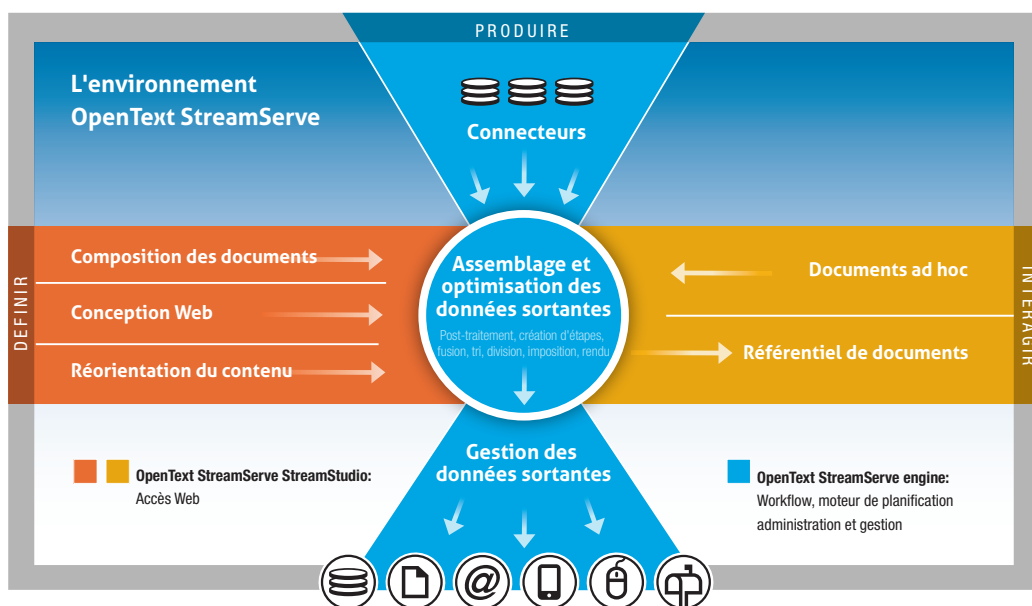 PRODUIRE
L'environnement
OpenText StreamServe
Connecteurs
DEFINIR
Composition des documents
Conception Web
Réorientation du contenu
Assemblage et
optimisation des
données sortantes
Post-traitement, création d'étapes,
fusion, tri, division, imposition, rendu
Documents ad hoc
Référentiel de documents
INTERAGIR
Gestion des
données sortantes
OpenText StreamServe StreamStudio:
Accès Web
OpenText StreamServe engine:
Workflow, moteur de planification
administration et gestion
@